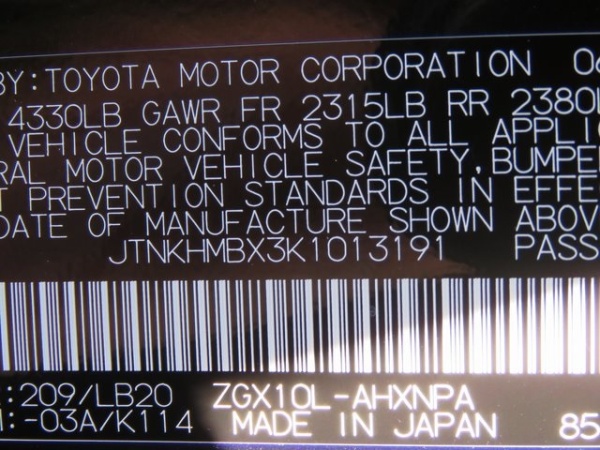 BY: TOYOTA MOTOR CORPORATION 06
4330LB GAWR FR 2315LB RR 2380L
VEHICLE CONFORMS TO ALL APPLIC
RAL MOTOR VEHICLE SAFETY, BUMPE
T PREVENTION STANDARDS IN EFFE
DATE OF MANUFACTURE SHOWN ABOV
JTNKHMBX3K1013191 PASS
:209/LB20 ZGX10L-AHXNPA
:-03A/K114 MADE IN JAPAN 85